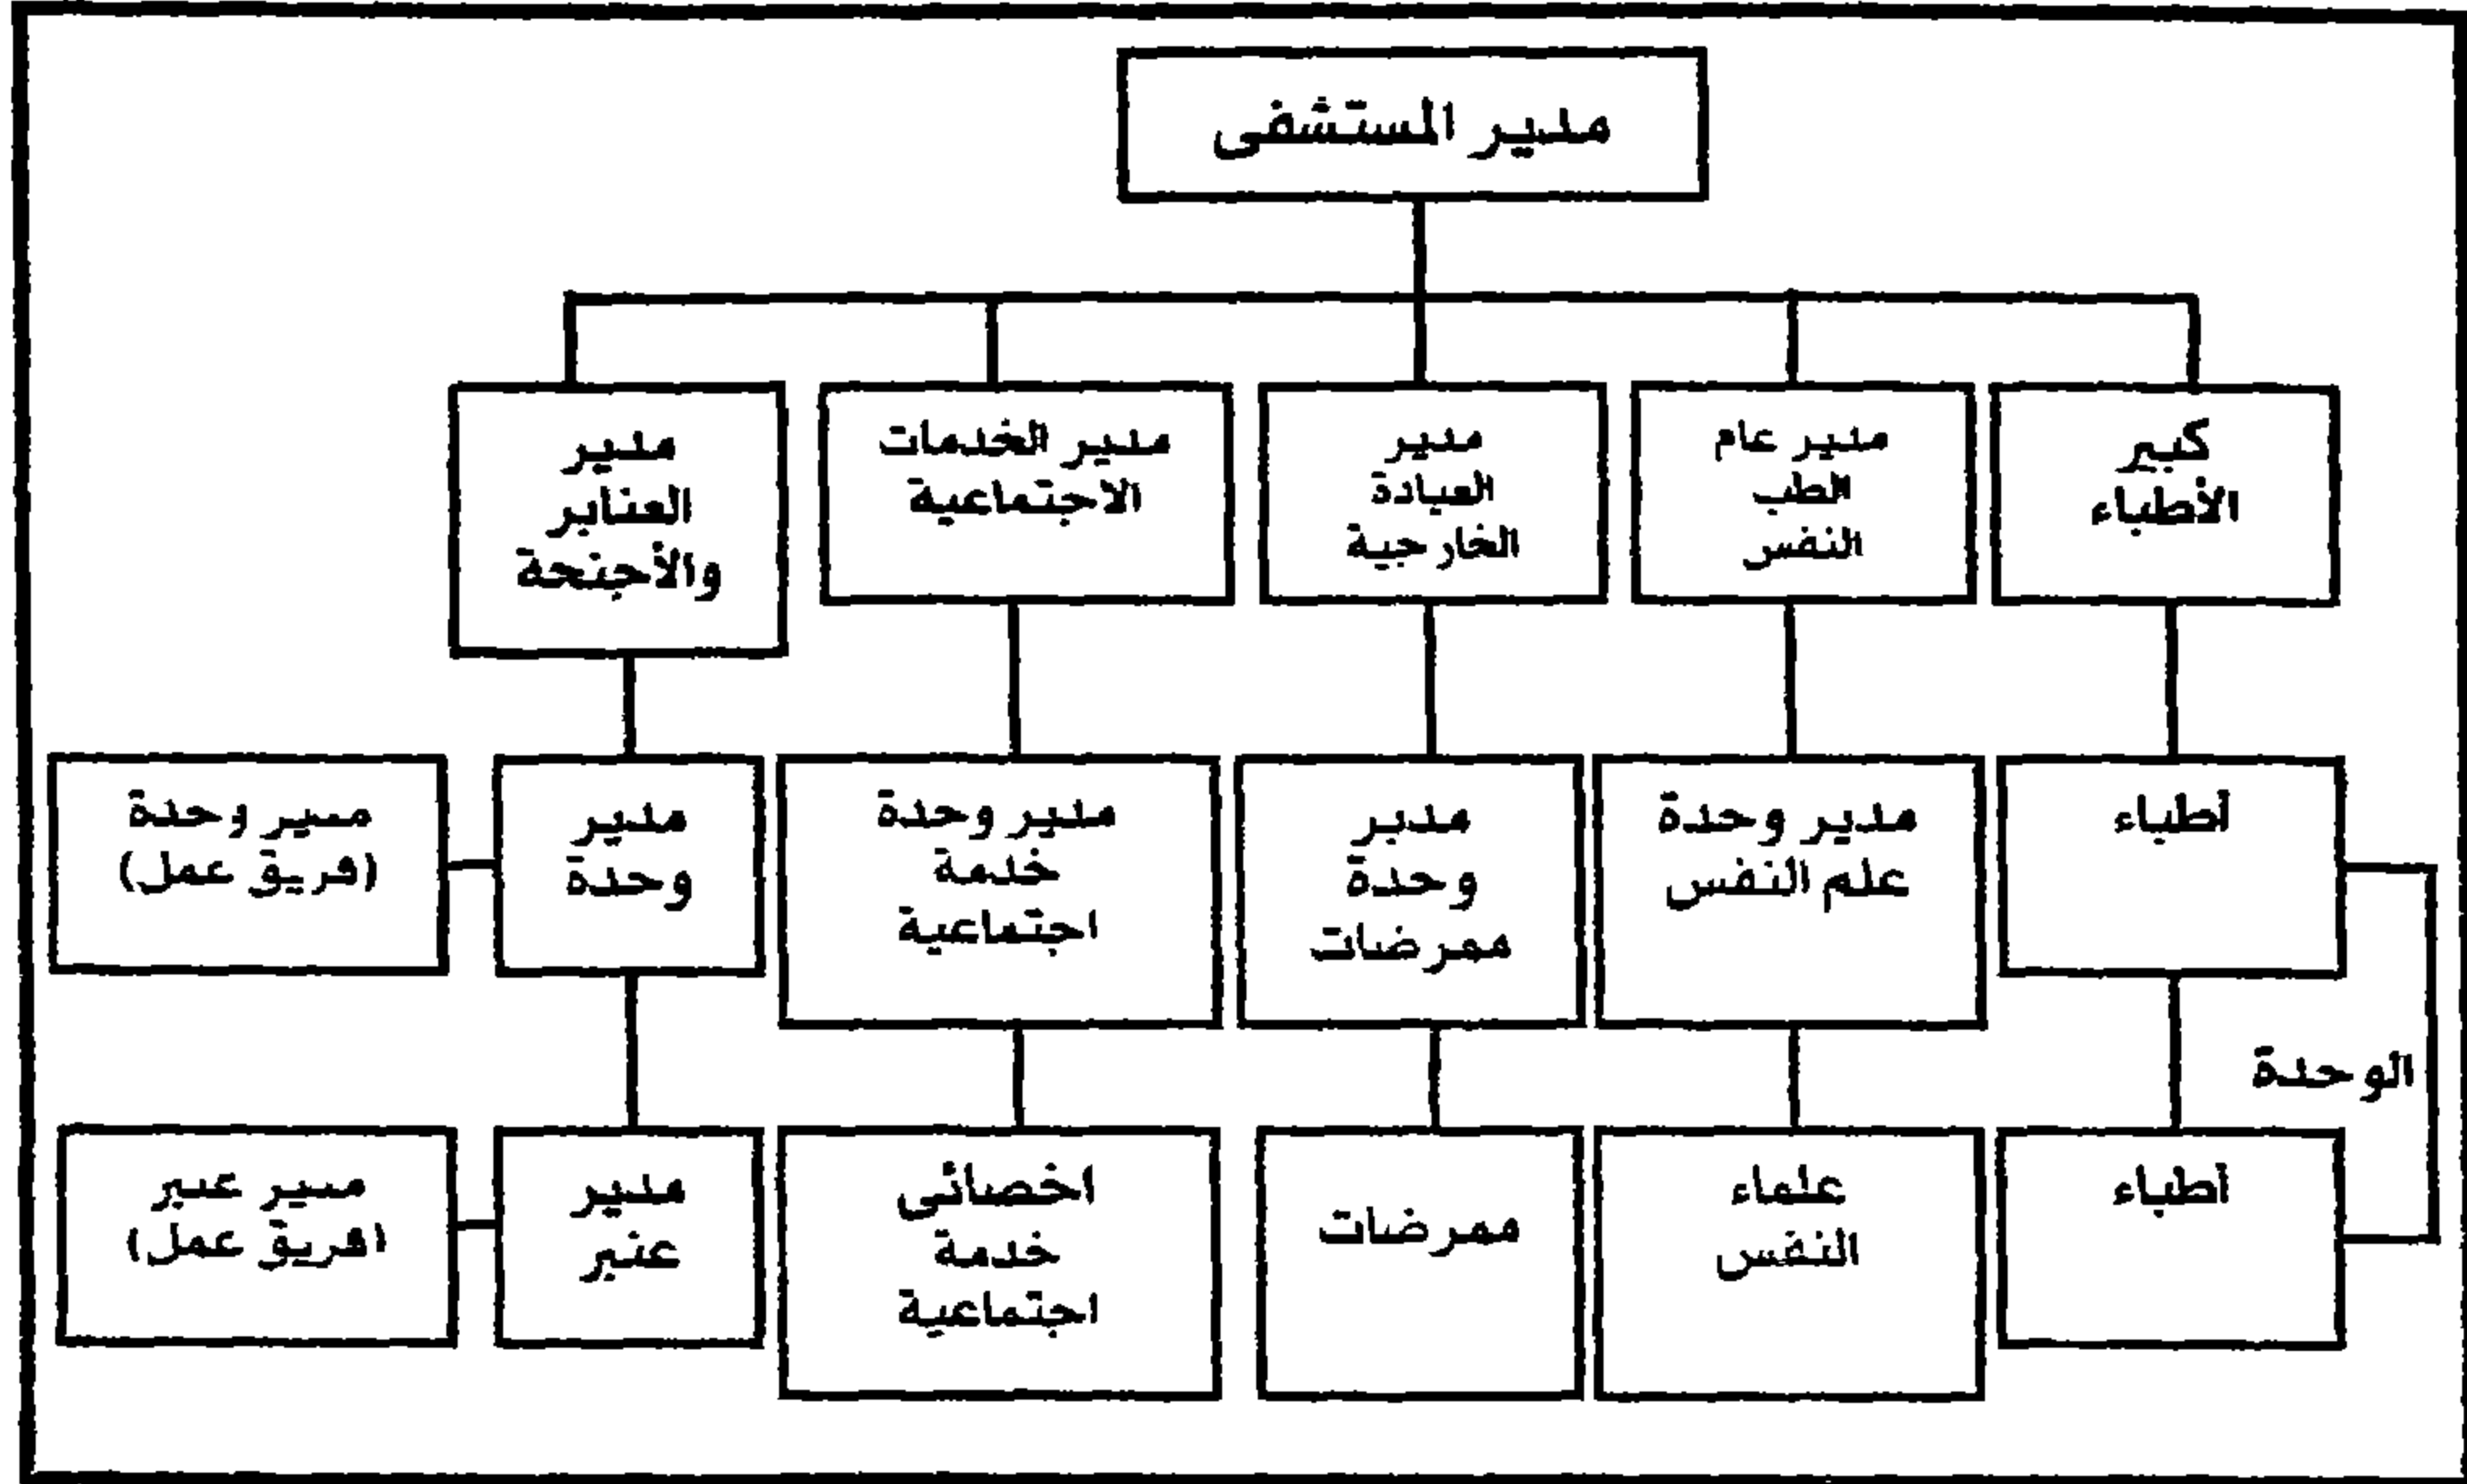 مدير المستشفى
كبير
الأطباء
مدير عام
الطب
النفس
مدير
العيادة
الخارجية
مدير الخدمات
الاجتماعية
مدير
العنابر
والأجنحة
أطباء
مدير وحدة
علم النفس
مدير
وحدة
ممرضات
مدير وحدة
خدمة
اجتماعية
مدير
وحدة
مسير وحدة
(فريق عمل)
الوحدة
أطباء
علماء
النفس
ممرضات
اخصائى
خدمة
اجتماعية
مدير
عنبر
مسير عنبر
(فريق عمل)